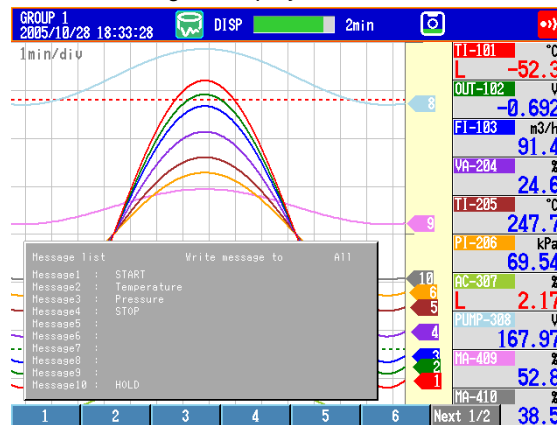 GROUP 1
2005/10/28 18:33:28
DISP
2min
1min/div
TI-101 °C
L -52.3
OUT-102 V
-0.692
FI-103 m3/h
91.4
VA-204 %
24.6
TI-205 °C
247.7
PI-206 kPa
69.54
AC-307 %
L 2.17
PUMP-308 V
167.97
MA-409 %
52.8
MA-410 %
38.5
8
9
10
6
5
4
3
2
1
Message list Write message to All
Message1 : START
Message2 : Temperature
Message3 : Pressure
Message4 : STOP
Message5 :
Message6 :
Message7 :
Message8 :
Message9 :
Message10 : HOLD
1 2 3 4 5 6 Next 1/2